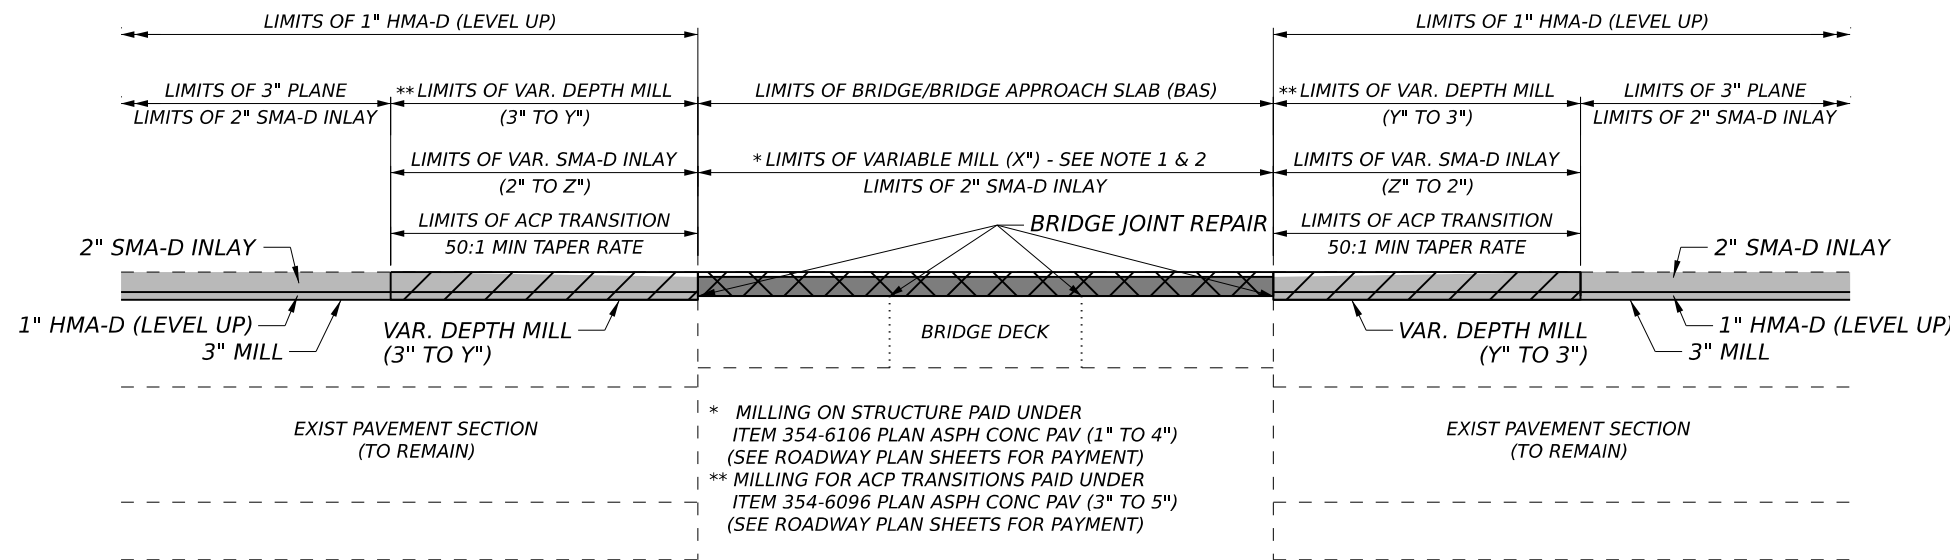 LIMITS OF 1" HMA-D (LEVEL UP)
LIMITS OF 1" HMA-D (LEVEL UP)
LIMITS OF 3" PLANE
LIMITS OF 2" SMA-D INLAY
**LIMITS OF VAR. DEPTH MILL
(3" TO Y")
LIMITS OF BRIDGE/BRIDGE APPROACH SLAB (BAS)
**LIMITS OF VAR. DEPTH MILL
(Y" TO 3")
LIMITS OF 3" PLANE
LIMITS OF 2" SMA-D INLAY
LIMITS OF VAR. SMA-D INLAY
(2" TO Z")
* LIMITS OF VARIABLE MILL (X") - SEE NOTE 1 & 2
LIMITS OF 2" SMA-D INLAY
LIMITS OF VAR. SMA-D INLAY
(Z" TO 2")
LIMITS OF ACP TRANSITION
50:1 MIN TAPER RATE
BRIDGE JOINT REPAIR
LIMITS OF ACP TRANSITION
50:1 MIN TAPER RATE
2" SMA-D INLAY
2" SMA-D INLAY
1" HMA-D (LEVEL UP)
3" MILL
VAR. DEPTH MILL
(3" TO Y")
BRIDGE DECK
VAR. DEPTH MILL
(Y" TO 3")
1" HMA-D (LEVEL UP)
3" MILL
EXIST PAVEMENT SECTION
(TO REMAIN)
* MILLING ON STRUCTURE PAID UNDER
ITEM 354-6106 PLAN ASPH CONC PAV (1" TO 4")
(SEE ROADWAY PLAN SHEETS FOR PAYMENT)
** MILLING FOR ACP TRANSITIONS PAID UNDER
ITEM 354-6096 PLAN ASPH CONC PAV (3" TO 5")
(SEE ROADWAY PLAN SHEETS FOR PAYMENT)
EXIST PAVEMENT SECTION
(TO REMAIN)